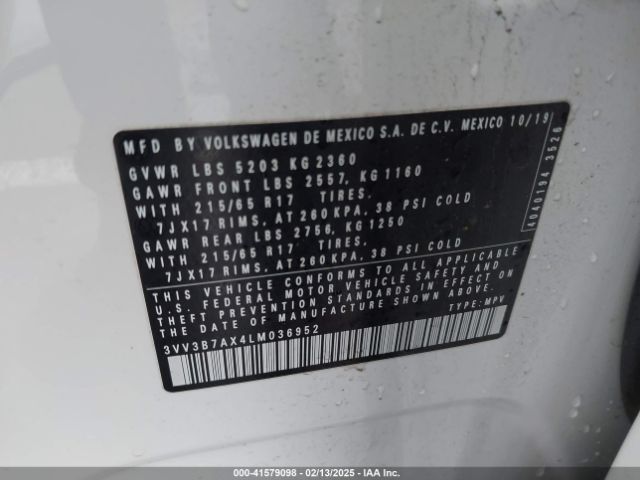 MFD BY VOLKSWAGEN DE MEXICO S.A. DE C.V. MEXICO 10/19
GVWR LBS 5203 KG 2360
GAWR FRONT LBS 2557, KG 1160
WITH 215/65 R17 TIRES.
7JX17 RIMS, AT 260 KPA, 38 PSI COLD
GAWR REAR LBS 2756, KG 1250
WITH 215/65 R17 TIRES.
7JX17 RIMS, AT 260 KPA, 38 PSI COLD
THIS VEHICLE CONFORMS TO ALL APPLICABLE
U.S. FEDERAL MOTOR VEHICLE SAFETY AND
THEFT PREVENTION STANDARDS IN EFFECT ON
THE DATE OF MANUFACTURE SHOWN ABOVE.
3VV3B7AX4LM036952 TYPE: MPV
4040194 3526
000-41579098 - 02/13/2025 - IAA Inc.